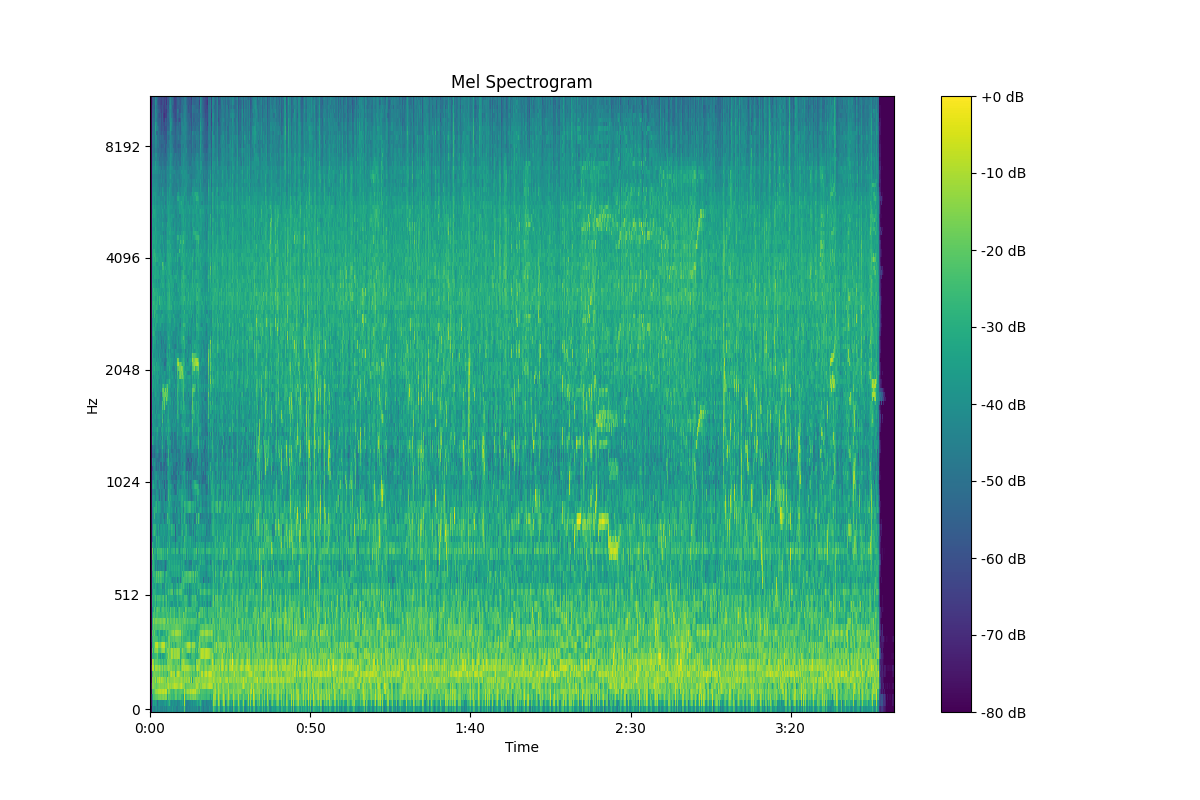 Mel Spectrogram
+0 dB
8192
-10 dB
-20 dB
4096
-30 dB
2048
Hz
-40 dB
1024
-50 dB
-60 dB
512
-70 dB
0
-80 dB
0:00 0:50 1:40 2:30 3:20
Time